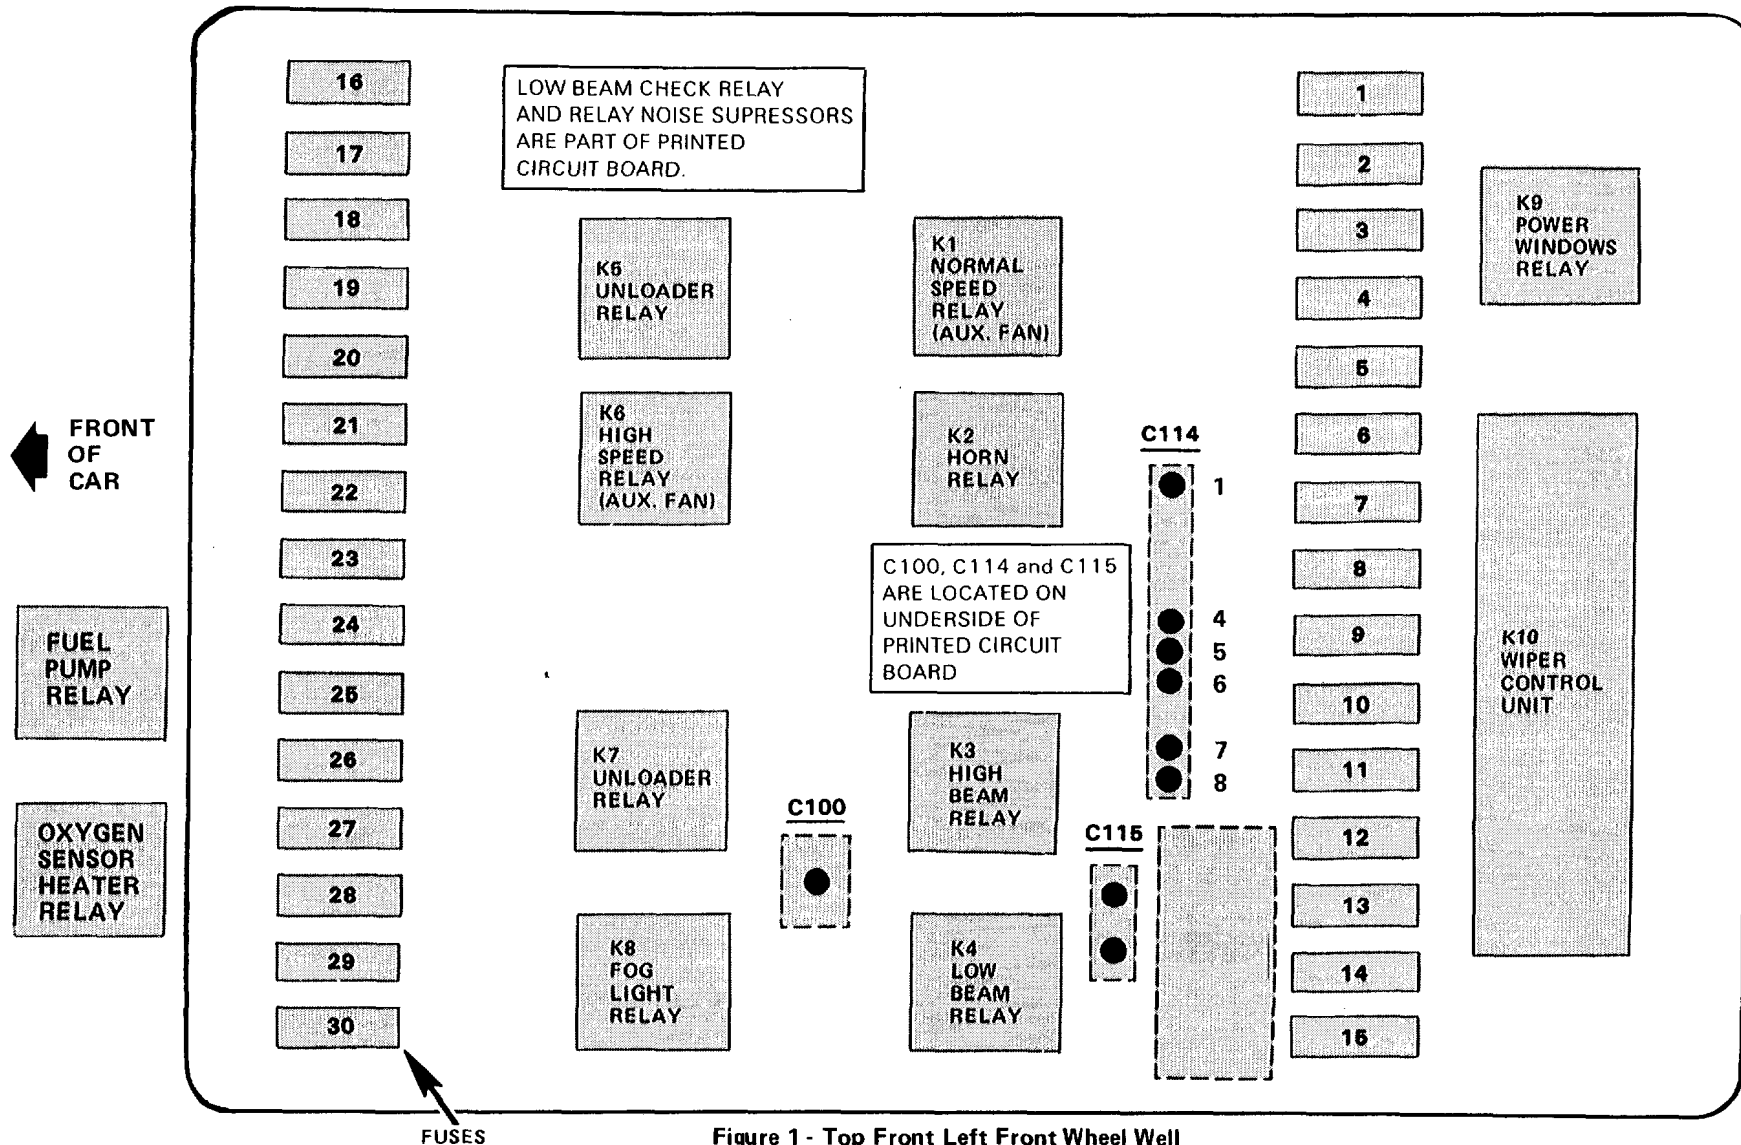 16
17
18
19
20
21
22
23
24
25
26
27
28
29
30
FUSES
FRONT
OF
CAR
FUEL
PUMP
RELAY
OXYGEN
SENSOR
HEATER
RELAY
LOW BEAM CHECK RELAY
AND RELAY NOISE SUPRESSORS
ARE PART OF PRINTED
CIRCUIT BOARD.
K5
UNLOADER
RELAY
K6
HIGH
SPEED
RELAY
(AUX. FAN)
K7
UNLOADER
RELAY
K8
FOG
LIGHT
RELAY
C100
K1
NORMAL
SPEED
RELAY
(AUX. FAN)
K2
HORN
RELAY
C100, C114 and C115
ARE LOCATED ON
UNDERSIDE OF
PRINTED CIRCUIT
BOARD
K3
HIGH
BEAM
RELAY
K4
LOW
BEAM
RELAY
C114
1
4
5
6
7
8
C115
1
2
3
4
5
6
7
8
9
10
11
12
13
14
15
K9
POWER
WINDOWS
RELAY
K10
WIPER
CONTROL
UNIT
Figure 1 - Top Front Left Front Wheel Well